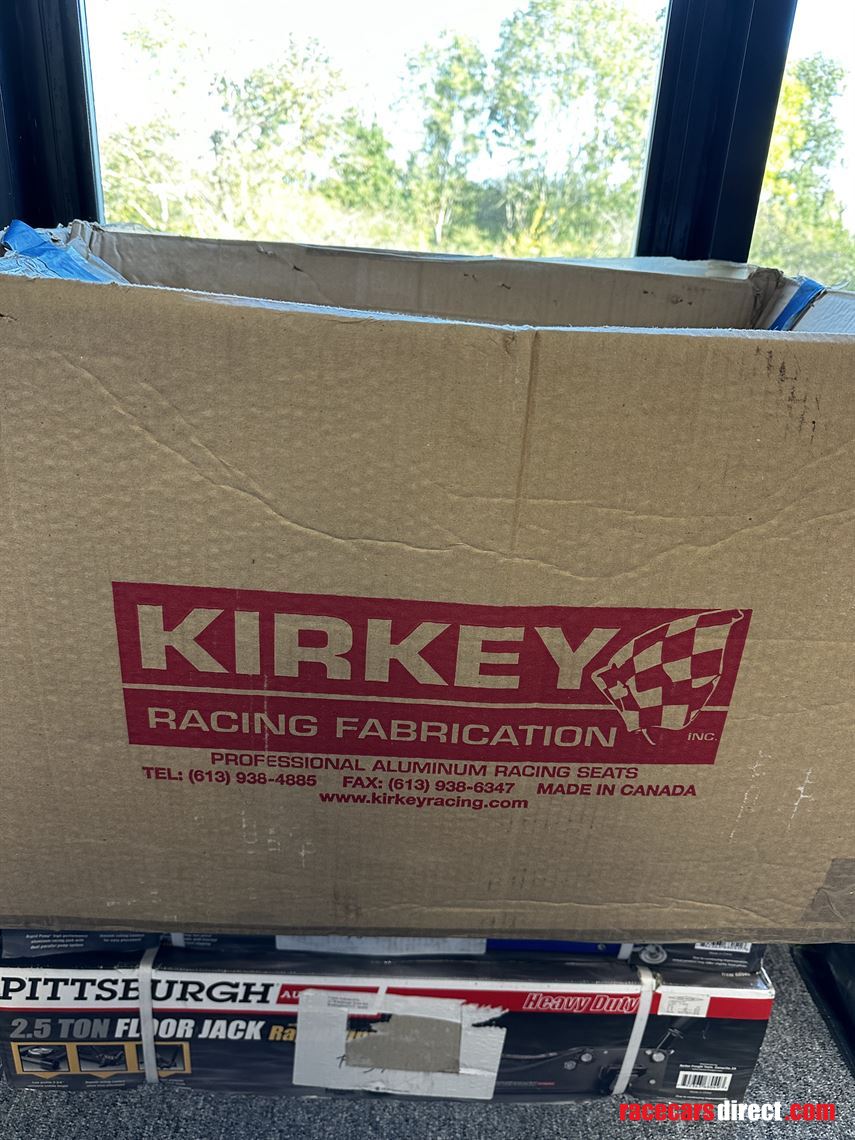 KIRKEY
RACING FABRICATION INC.
PROFESSIONAL ALUMINUM RACING SEATS
TEL: (613) 938-4885 FAX: (613) 938-6347 MADE IN CANADA
www.kirkeyracing.com
PITTSBURGH
Heavy Duty
2.5 TON FLOOR JACK
racecarsdirect.com